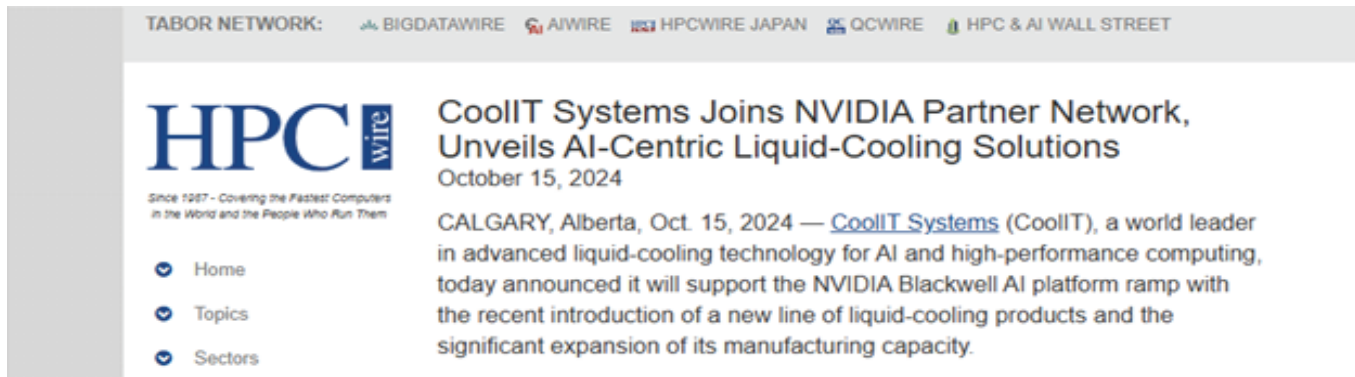 TABOR NETWORK: BIGDATAWIRE AIWIRE HPCWIRE JAPAN QCWIRE HPC & AI WALL STREET
HPC wire
Since 1987 - Covering the Fastest Computers
in the World and the People Who Run Them
Home
Topics
Sectors
CoolIT Systems Joins NVIDIA Partner Network,
Unveils AI-Centric Liquid-Cooling Solutions
October 15, 2024
CALGARY, Alberta, Oct. 15, 2024 — CoolIT Systems (CoolIT), a world leader
in advanced liquid-cooling technology for AI and high-performance computing,
today announced it will support the NVIDIA Blackwell AI platform ramp with
the recent introduction of a new line of liquid-cooling products and the
significant expansion of its manufacturing capacity.